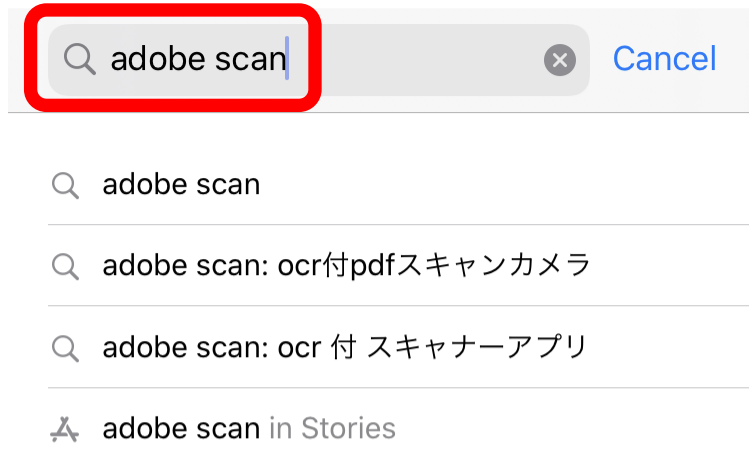 adobe scan Cancel
adobe scan
adobe scan: ocr付pdfスキャンカメラ
adobe scan: ocr 付 スキャナーアプリ
adobe scan in Stories